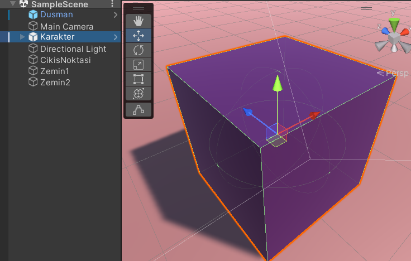 SampleScene
Dusman
Main Camera
Karakter
Directional Light
CikisNoktasi
Zemin1
Zemin2
y
Persp